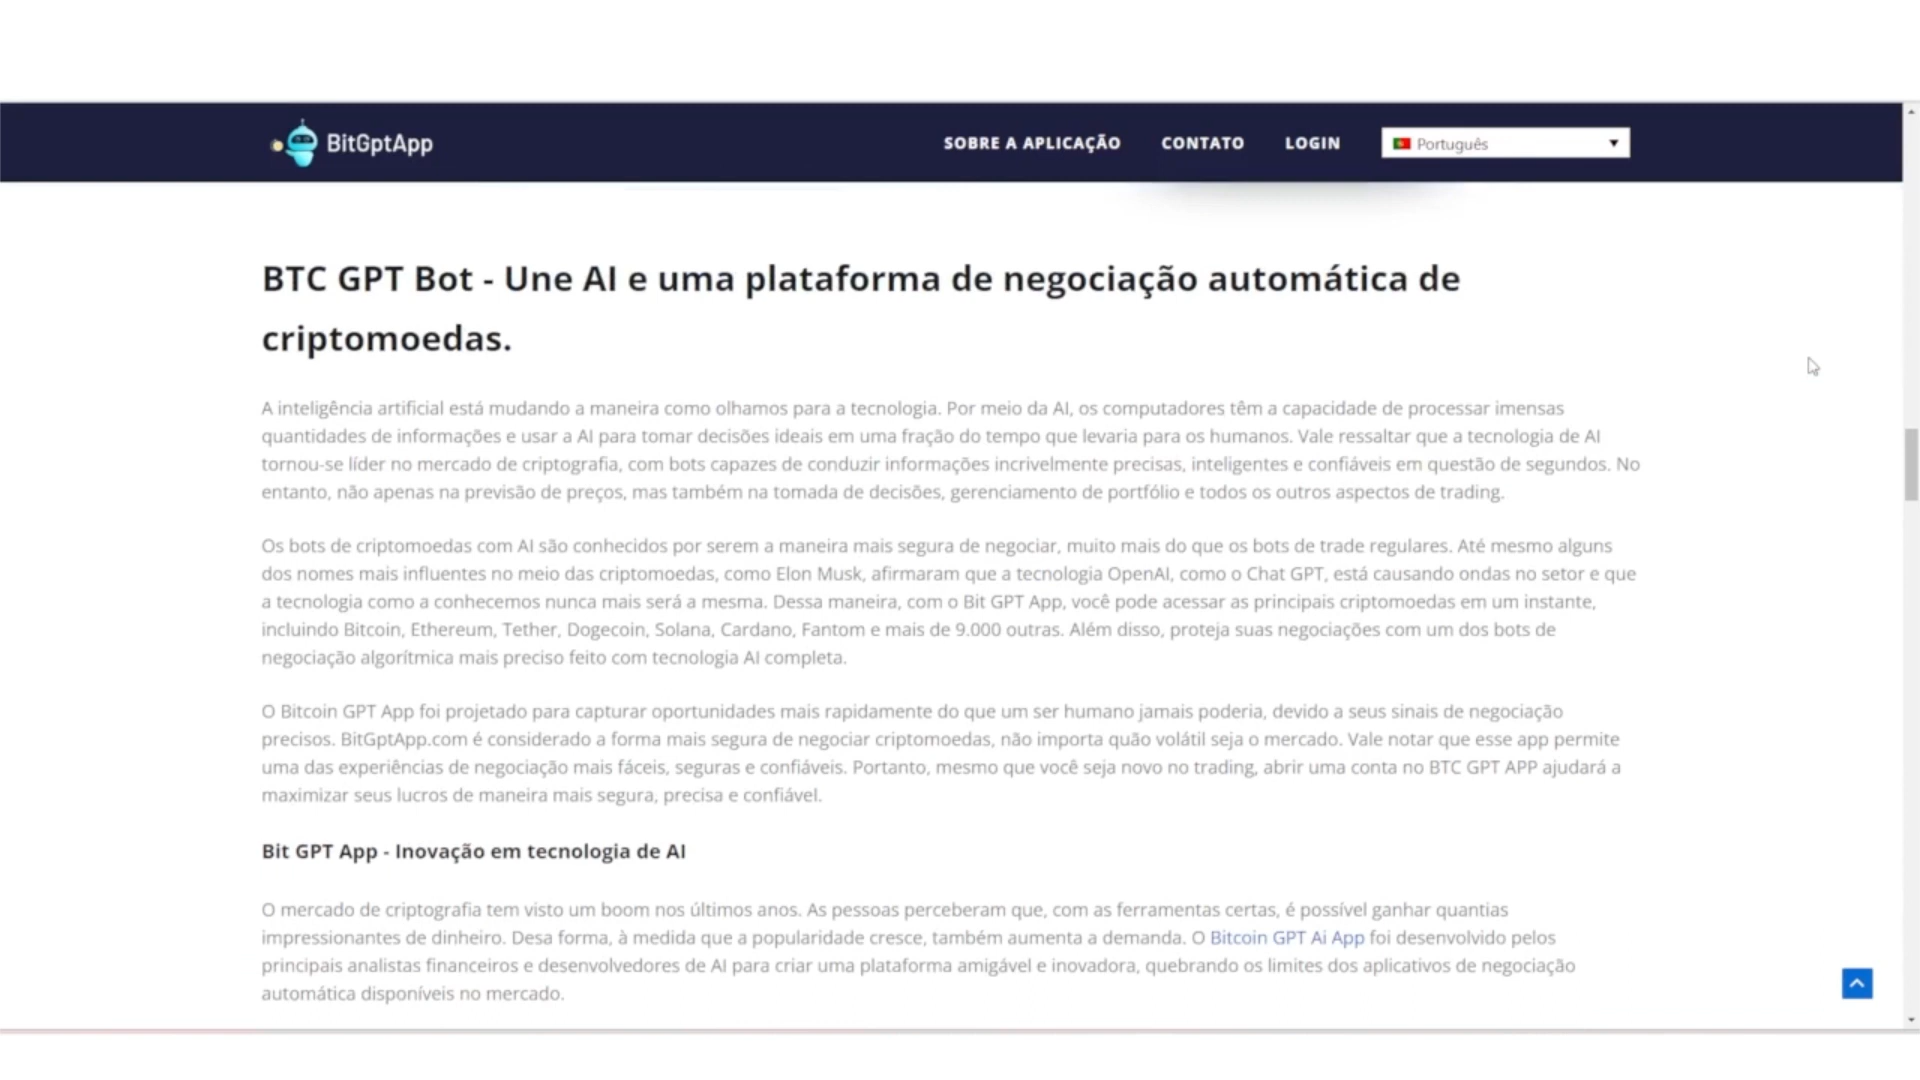 BitGptApp
SOBRE A APLICAÇÃO
CONTATO
LOGIN
Português
BTC GPT Bot - Une AI e uma plataforma de negociação automática de
criptomoedas.
A inteligência artificial está mudando a maneira como olhamos para a tecnologia. Por meio da AI, os computadores têm a capacidade de processar imensas
quantidades de informações e usar a AI para tomar decisões ideais em uma fração do tempo que levaria para os humanos. Vale ressaltar que a tecnologia de AI
tornou-se líder no mercado de criptografia, com bots capazes de conduzir informações incrivelmente precisas, inteligentes e confiáveis em questão de segundos. No
entanto, não apenas na previsão de preços, mas também na tomada de decisões, gerenciamento de portfólio e todos os outros aspectos de trading.
Os bots de criptomoedas com AI são conhecidos por serem a maneira mais segura de negociar, muito mais do que os bots de trade regulares. Até mesmo alguns
dos nomes mais influentes no meio das criptomoedas, como Elon Musk, afirmaram que a tecnologia OpenAI, como o Chat GPT, está causando ondas no setor e que
a tecnologia como a conhecemos nunca mais será a mesma. Dessa maneira, com o Bit GPT App, você pode acessar as principais criptomoedas em um instante,
incluindo Bitcoin, Ethereum, Tether, Dogecoin, Solana, Cardano, Fantom e mais de 9.000 outras. Além disso, proteja suas negociações com um dos bots de
negociação algorítmica mais preciso feito com tecnologia AI completa.
O Bitcoin GPT App foi projetado para capturar oportunidades mais rapidamente do que um ser humano jamais poderia, devido a seus sinais de negociação
precisos. BitGptApp.com é considerado a forma mais segura de negociar criptomoedas, não importa quão volátil seja o mercado. Vale notar que esse app permite
uma das experiências de negociação mais fáceis, seguras e confiáveis. Portanto, mesmo que você seja novo no trading, abrir uma conta no BTC GPT APP ajudará a
maximizar seus lucros de maneira mais segura, precisa e confiável.
Bit GPT App - Inovação em tecnologia de AI
O mercado de criptografia tem visto um boom nos últimos anos. As pessoas perceberam que, com as ferramentas certas, é possível ganhar quantias
impressionantes de dinheiro. Desa forma, à medida que a popularidade cresce, também aumenta a demanda. O Bitcoin GPT Ai App foi desenvolvido pelos
principais analistas financeiros e desenvolvedores de AI para criar uma plataforma amigável e inovadora, quebrando os limites dos aplicativos de negociação
automática disponíveis no mercado.